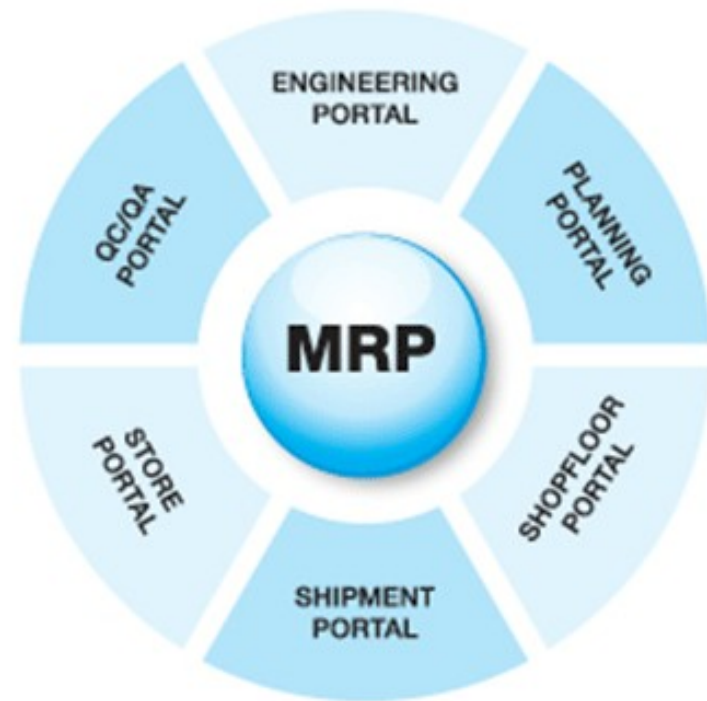 ENGINEERING
PORTAL
PLANNING
PORTAL
SHOPFLOOR
PORTAL
SHIPMENT
PORTAL
STORE
PORTAL
QC/QA
PORTAL
MRP